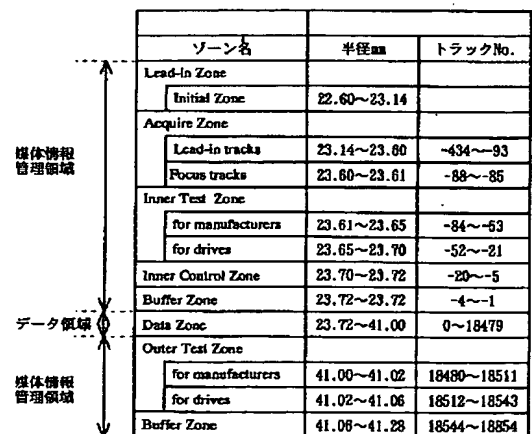 ゾーン名 半径mm トラックNo.
Lead-in Zone
Initial Zone 22.60～23.14
Acquire Zone
Lead-in tracks 23.14～23.60 -434～-93
Focus tracks 23.60～23.61 -88～-85
Inner Test Zone
for manufacturers 23.61～23.65 -84～-53
for drives 23.65～23.70 -52～-21
Inner Control Zone 23.70～23.72 -20～-5
Buffer Zone 23.72～23.72 -4～-1
Data Zone 23.72～41.00 0～18479
Outer Test Zone
for manufacturers 41.00～41.02 18480～18511
for drives 41.02～41.06 18512～18543
Buffer Zone 41.06～41.28 18544～18854
媒体情報
管理領域
データ領域
媒体情報
管理領域